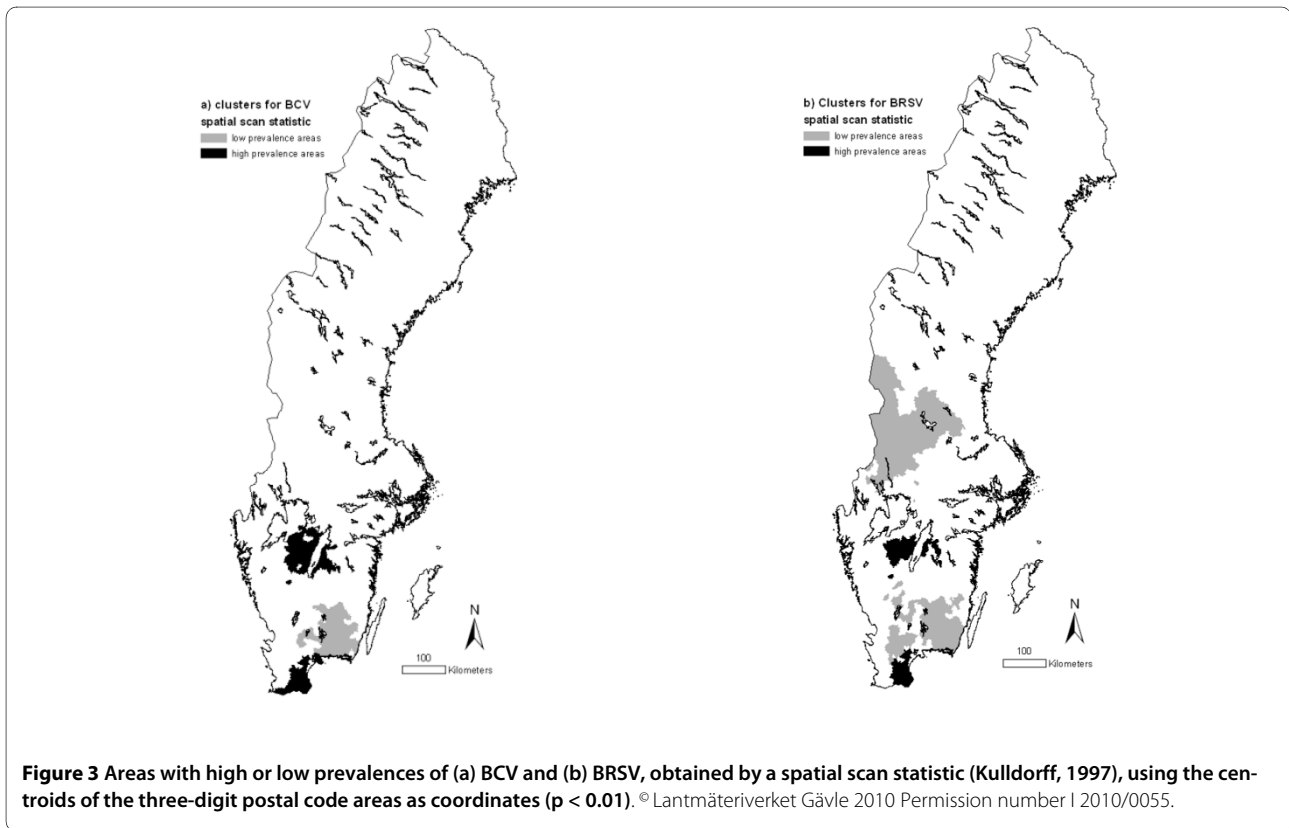 a) clusters for BCV
spatial scan statistic
low prevalence areas
high prevalence areas
N
100
Kilometers
b) Clusters for BRSV
spatial scan statistic
low prevalence areas
high prevalence areas
N
100
Kilometers
Figure 3 Areas with high or low prevalences of (a) BCV and (b) BRSV, obtained by a spatial scan statistic (Kulldorff, 1997), using the cen-
troids of the three-digit postal code areas as coordinates (p < 0.01). © Lantmäteriverket Gävle 2010 Permission number I 2010/0055.